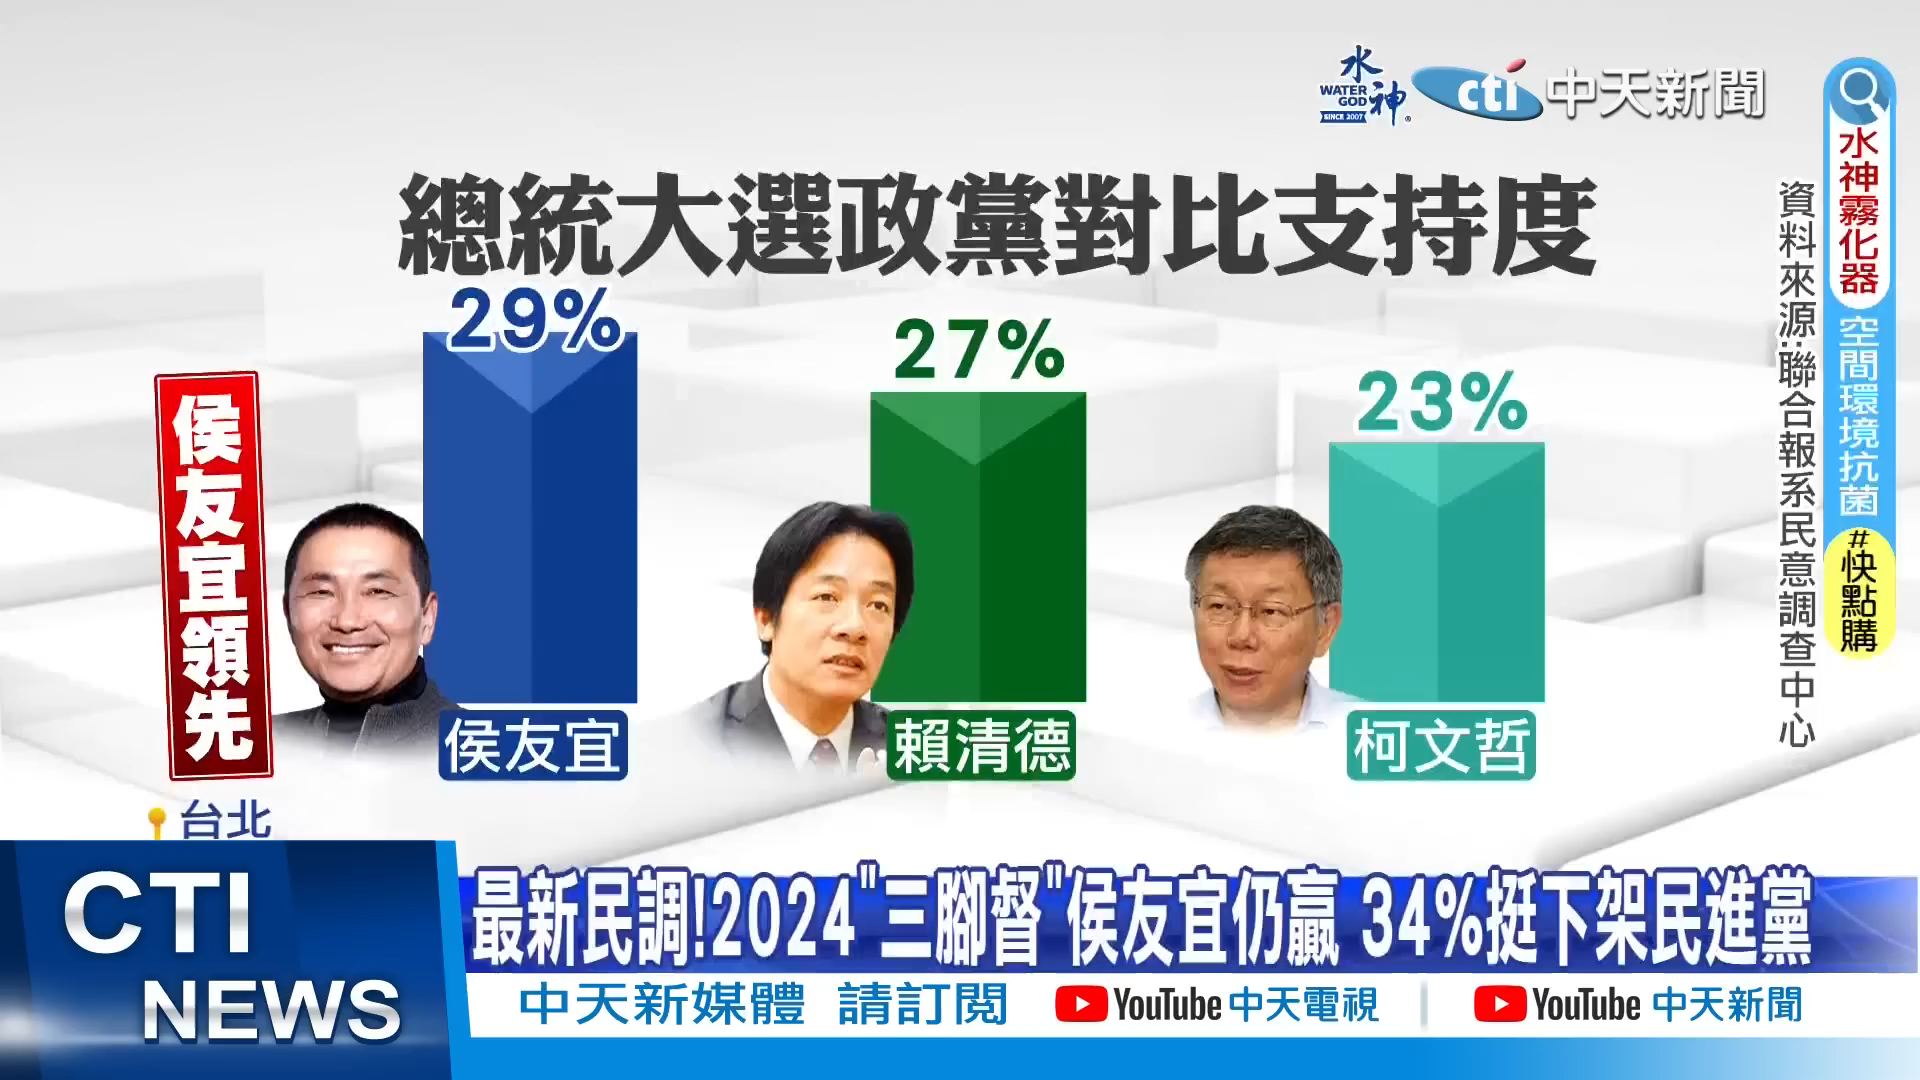 水神
WATER GOD
SINCE 2007
cti 中天新聞
總統大選政黨對比支持度
29%
27%
23%
侯友宜領先
侯友宜
賴清德
柯文哲
資料來源:聯合報系民意調查中心
水神霧化器
空間環境抗菌
#快點購
台北
CTI NEWS
最新民調!2024"三腳督"侯友宜仍贏 34%挺下架民進黨
中天新媒體 請訂閱 YouTube 中天電視 | YouTube 中天新聞